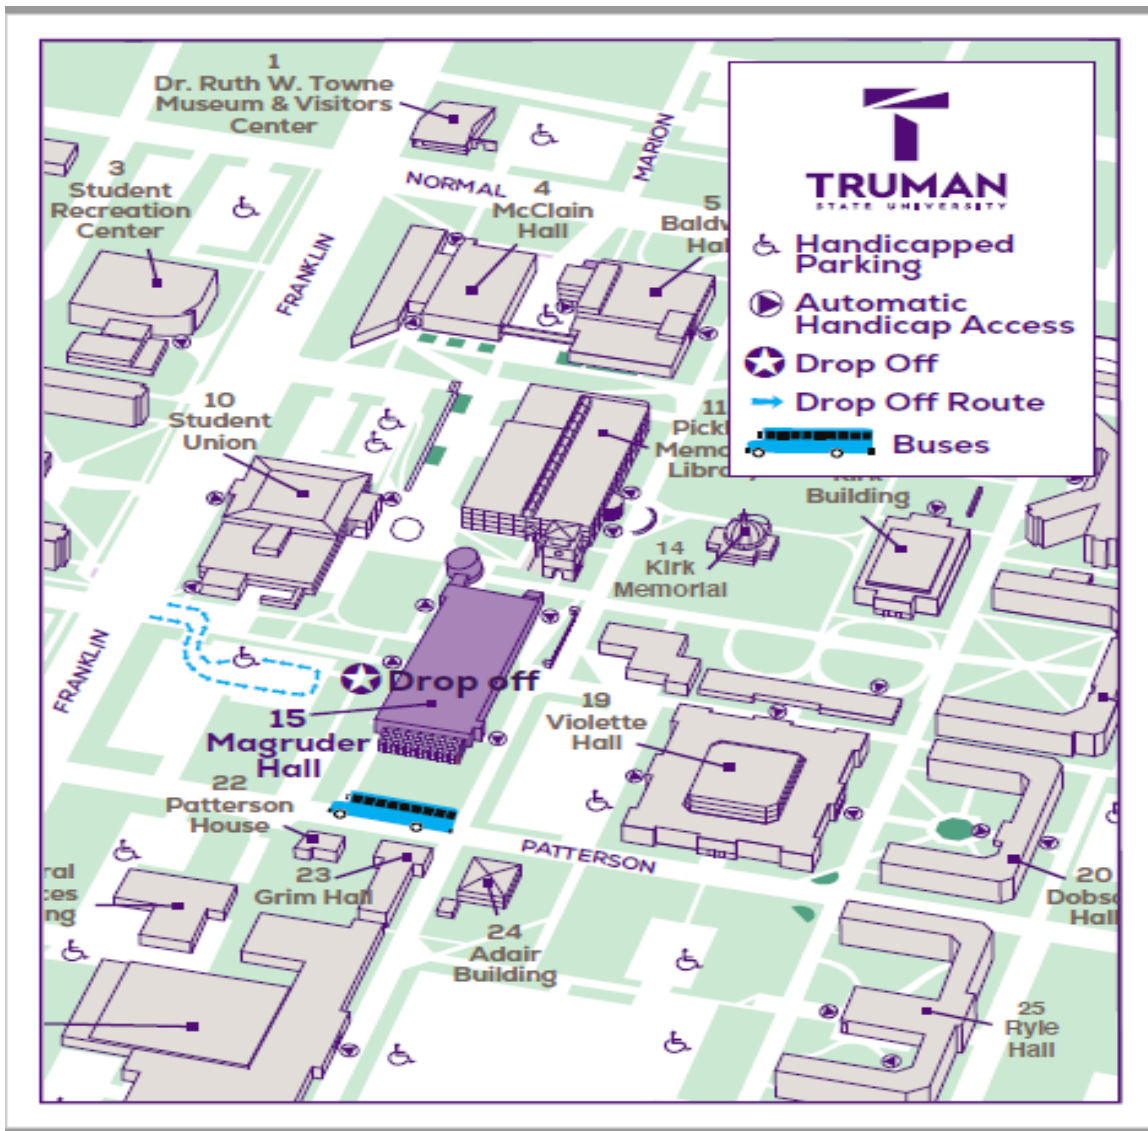 1
Dr. Ruth W. Towne
Museum & Visitors
Center
MARION
TRUMAN
STATE UNIVERSITY
Handicapped
Parking
Automatic
Handicap Access
Drop Off
Drop Off Route
Buses
3
Student
Recreation
Center
NORMAL
4
McClain
Hall
5
FRANKLIN
10
Student
Union
11
Building
14
Kirk
Memorial
FRANKLIN
Drop off
15
Magruder
Hall
19
Violette
Hall
22
Patterson
House
PATTERSON
23
Grim Hall
24
Adair
Building
20
Hall
25
Ryle
Hall